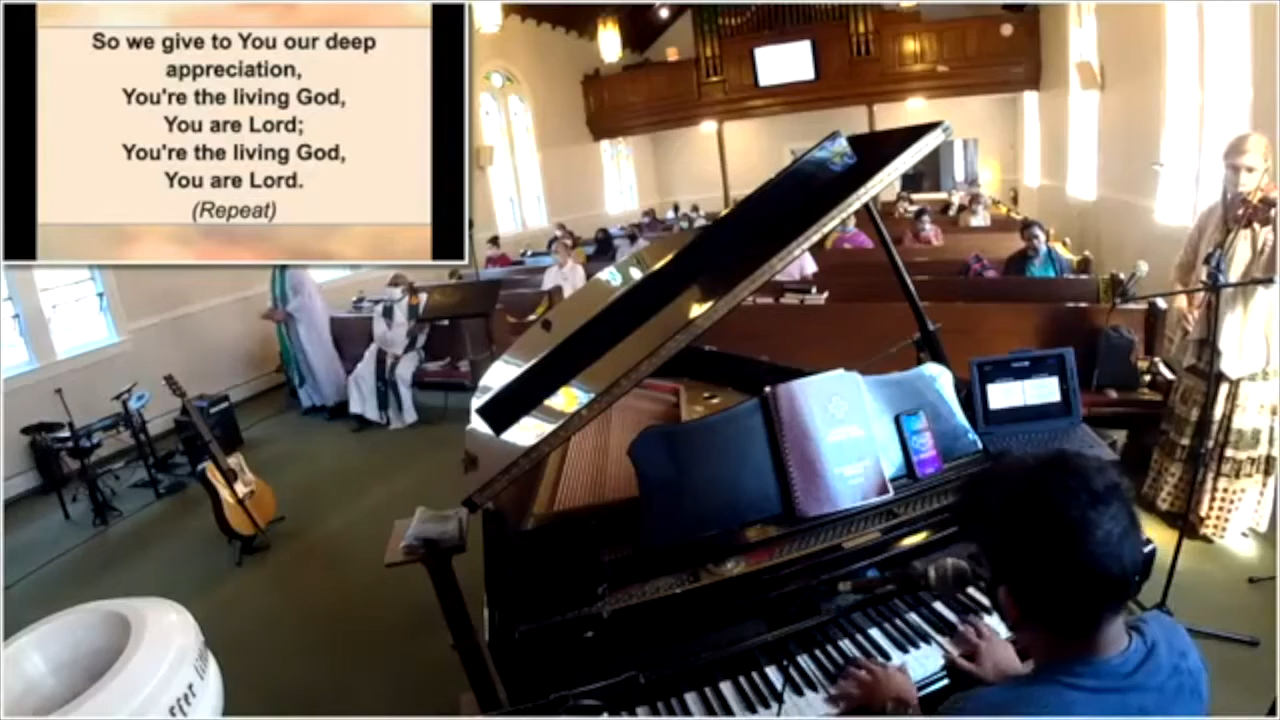 So we give to You our deep
appreciation,
You're the living God,
You are Lord;
You're the living God,
You are Lord.
(Repeat)